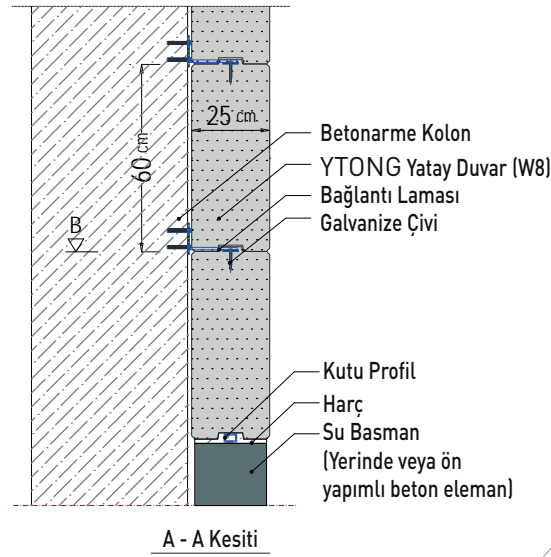 25 cm
60 cm
B
Betonarme Kolon
YTONG Yatay Duvar (W8)
Bağlantı Laması
Galvanize Çivi
Kutu Profil
Harç
Su Basman
(Yerinde veya ön
yapımlı beton eleman)
A - A Kesiti